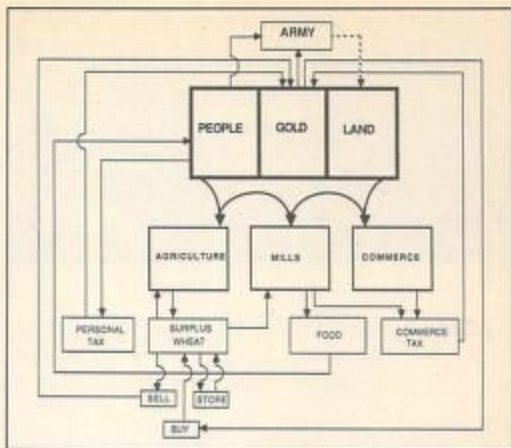 ARMY
PEOPLE
GOLD
LAND
AGRICULTURE
MILLS
COMMERCE
PERSONAL
TAX
SURPLUS
WHEAT
FOOD
COMMERCE
TAX
SELL
STORE
BUY